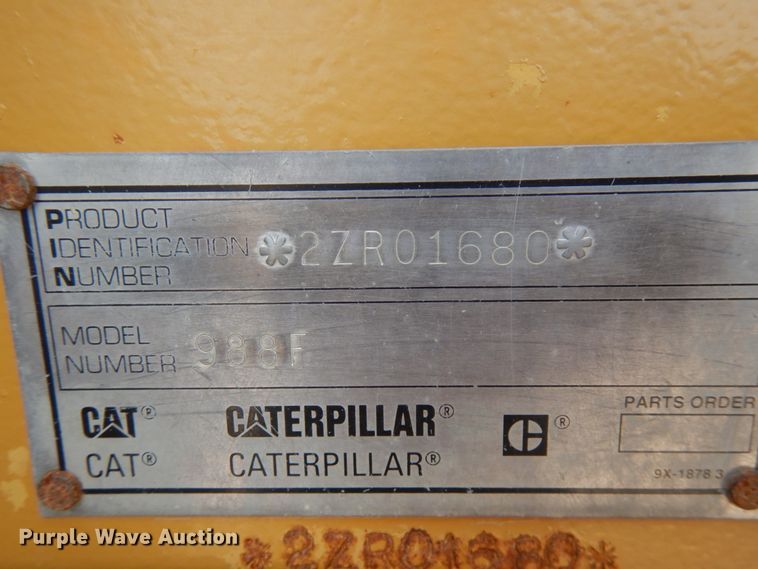 PRODUCT
IDENTIFICATION
NUMBER
*2ZR01680*
MODEL
NUMBER
988F
CAT® CATERPILLAR® C®
PARTS ORDER
CAT® CATERPILLAR®
9X-1878 3
Purple Wave Auction
*2ZR01680*